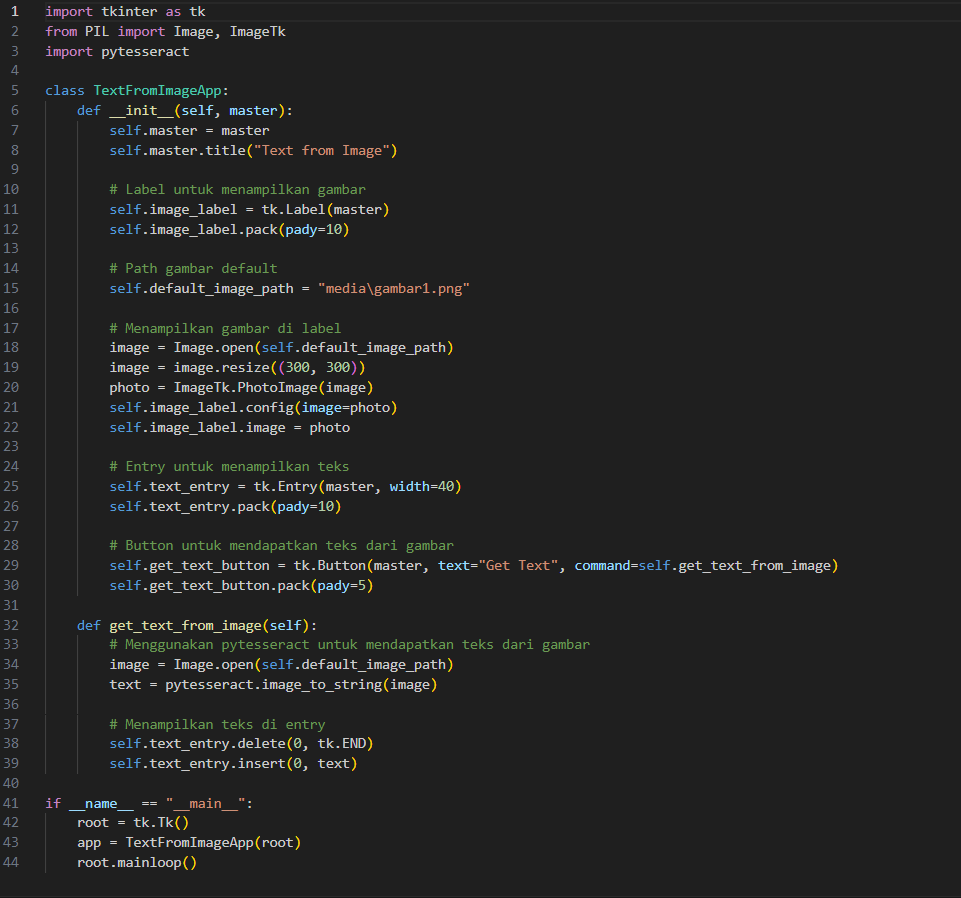 1 import tkinter as tk
2 from PIL import Image, ImageTk
3 import pytesseract
4
5 class TextFromImageApp:
6     def __init__(self, master):
7         self.master = master
8         self.master.title("Text from Image")
9
10         # Label untuk menampilkan gambar
11         self.image_label = tk.Label(master)
12         self.image_label.pack(pady=10)
13
14         # Path gambar default
15         self.default_image_path = "media\gambar1.png"
16
17         # Menampilkan gambar di label
18         image = Image.open(self.default_image_path)
19         image = image.resize((300, 300))
20         photo = ImageTk.PhotoImage(image)
21         self.image_label.config(image=photo)
22         self.image_label.image = photo
23
24         # Entry untuk menampilkan teks
25         self.text_entry = tk.Entry(master, width=40)
26         self.text_entry.pack(pady=10)
27
28         # Button untuk mendapatkan teks dari gambar
29         self.get_text_button = tk.Button(master, text="Get Text", command=self.get_text_from_image)
30         self.get_text_button.pack(pady=5)
31
32     def get_text_from_image(self):
33         # Menggunakan pytesseract untuk mendapatkan teks dari gambar
34         image = Image.open(self.default_image_path)
35         text = pytesseract.image_to_string(image)
36
37         # Menampilkan teks di entry
38         self.text_entry.delete(0, tk.END)
39         self.text_entry.insert(0, text)
40
41 if __name__ == "__main__":
42     root = tk.Tk()
43     app = TextFromImageApp(root)
44     root.mainloop()